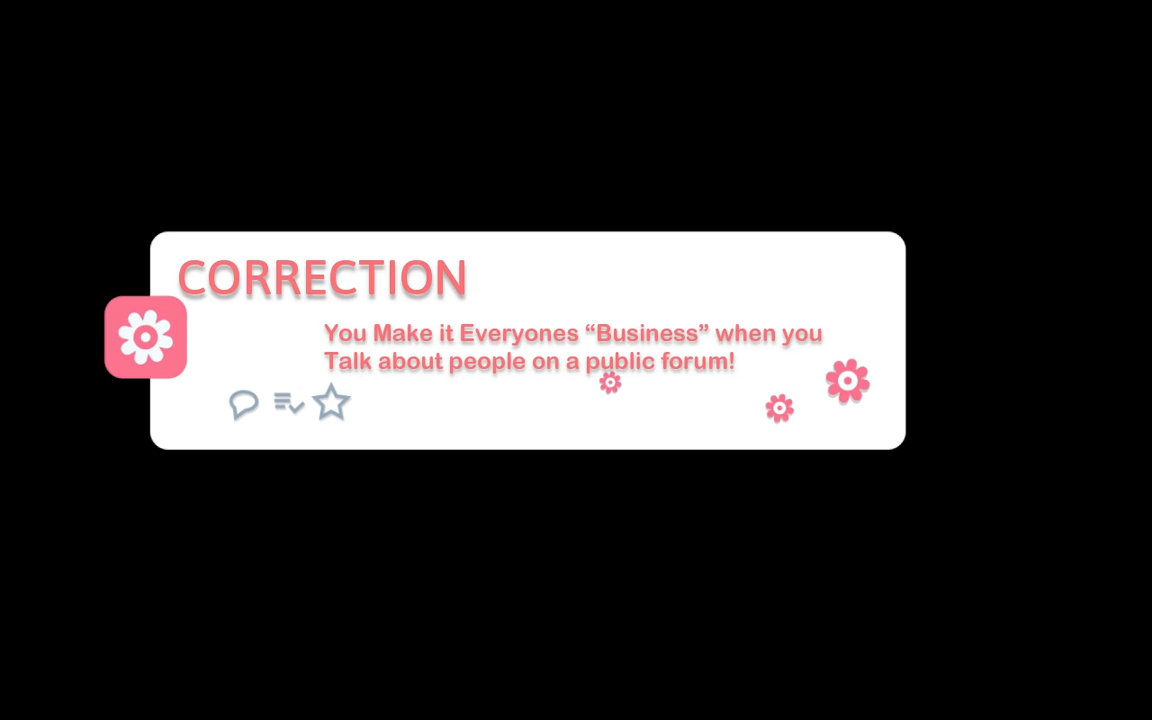 CORRECTION
You Make it Everyones “Business” when you
Talk about people on a public forum!